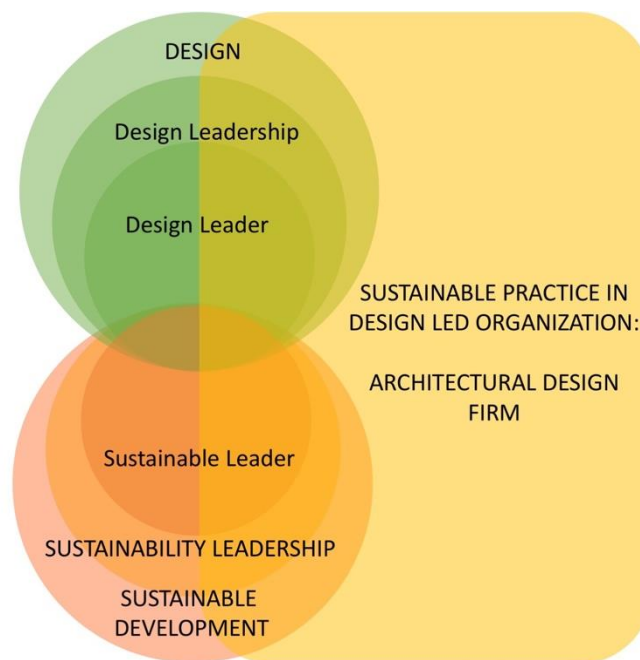 DESIGN
Design Leadership
Design Leader
SUSTAINABLE PRACTICE IN
DESIGN LED ORGANIZATION:
ARCHITECTURAL DESIGN
FIRM
Sustainable Leader
SUSTAINABILITY LEADERSHIP
SUSTAINABLE
DEVELOPMENT